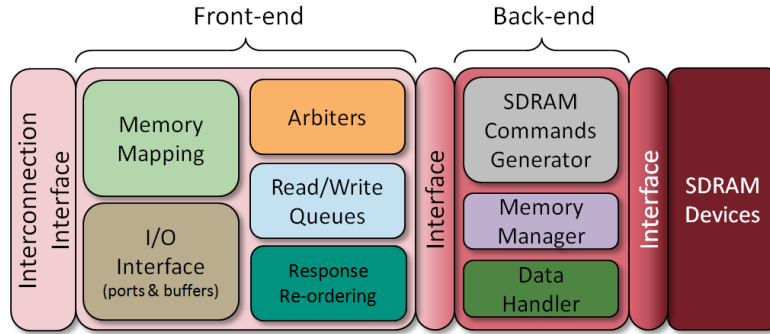 Front-end
Back-end
Interconnection
Interface
Memory
Mapping
I/O
Interface
(ports & buffers)
Arbiters
Read/Write
Queues
Response
Re-ordering
Interface
SDRAM
Commands
Generator
Memory
Manager
Data
Handler
Interface
SDRAM
Devices